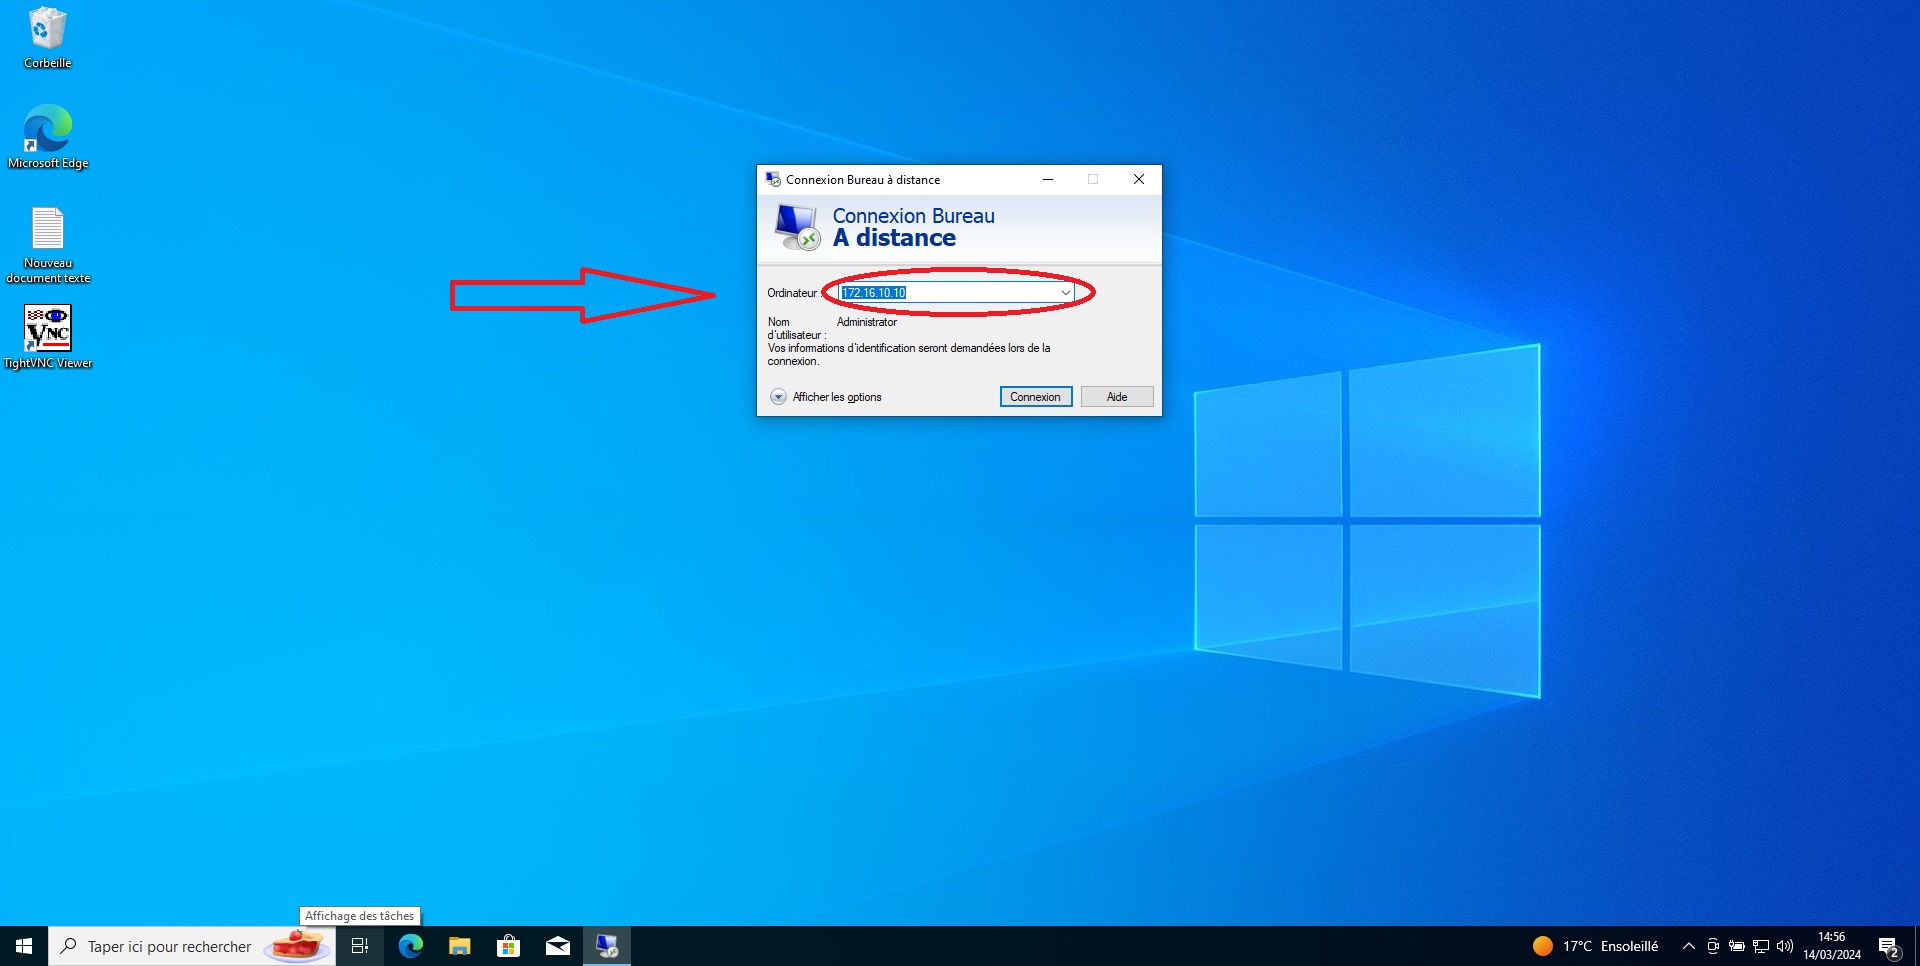 Corbeille
Microsoft Edge
Nouveau
document texte
VNC
TightVNC Viewer
Connexion Bureau à distance
Connexion Bureau
A distance
Ordinateur :
172.16.10.10
Nom
d'utilisateur :
Administrator
Vos informations d'identification seront demandées lors de la
connexion.
Afficher les options
Connexion
Aide
Affichage des tâches
Taper ici pour rechercher
17°C Ensoleillé
14:56
14/03/2024
2